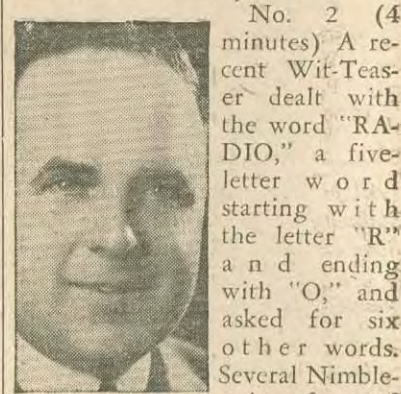 No. 2 (4
minutes) A re-
cent Wit-Teas-
er dealt with
the word "RA-
DIO," a five-
letter word
starting with
the letter "R"
and ending
with "O," and
asked for six
other words.
Several Nimble-